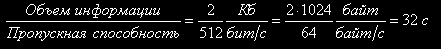 Объем информации / Пропускная способность = 2 / 512 Кб / бит/с = 2·1024 / 64 байт / байт/с = 32 с